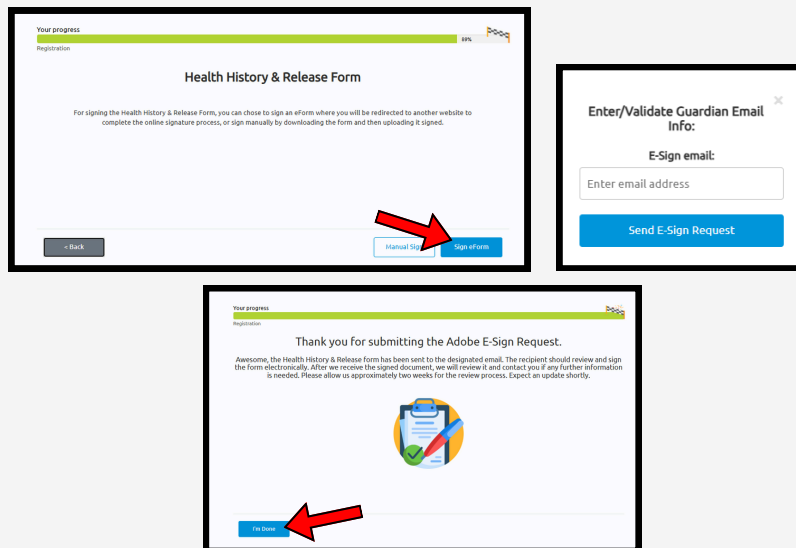 Your progress
88%
Registration
Health History & Release Form
For signing the Health History & Release Form, you can chose to sign an eForm where you will be redirected to another website to
complete the online signature process, or sign manually by downloading the form and then uploading it signed.
< Back
Manual Sig
Sign eForm
×
Enter/Validate Guardian Email
Info:
E-Sign email:
Enter email address
Send E-Sign Request
Your progress
Registration
Thank you for submitting the Adobe E-Sign Request.
Awesome, the Health History & Release form has been sent to the designated email. The recipient should review and sign
the form electronically. After we receive the signed document, we will review it and contact you if any further information
is needed. Please allow us approximately two weeks for the review process. Expect an update shortly.
I'm Done